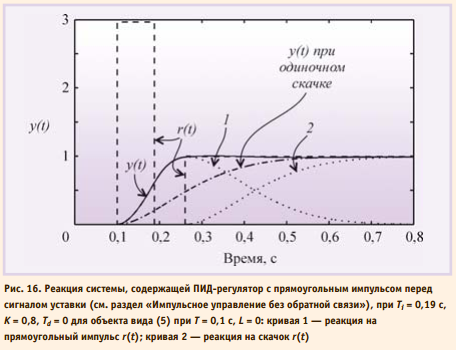 3
y(t) при
одиночном
скачке
2
r(t)
1
y(t)
2
1
y(t)
0
0,1
0,2
0,3
0,4
0,5
0,6
0,7
0,8
Время, с
Рис. 16. Реакция системы, содержащей ПИД-регулятор с прямоугольным импульсом перед
сигналом уставки (см. раздел «Импульсное управление без обратной связи»), при Ti = 0,19 с,
K = 0,8, Td = 0 для объекта вида (5) при T = 0,1 с, L = 0: кривая 1 — реакция на
прямоугольный импульс r(t); кривая 2 — реакция на скачок r(t)